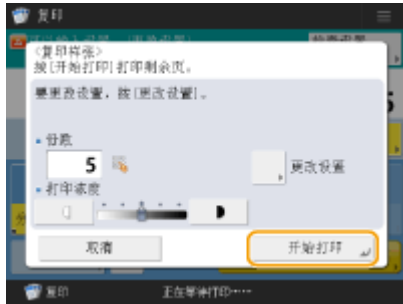 复印
<复印样张>
按[开始打印]打印剩余页。
要更改设置，按[更改设置]。
份数
5
更改设置
打印浓度
取消
开始打印
复印
正在等待打印……